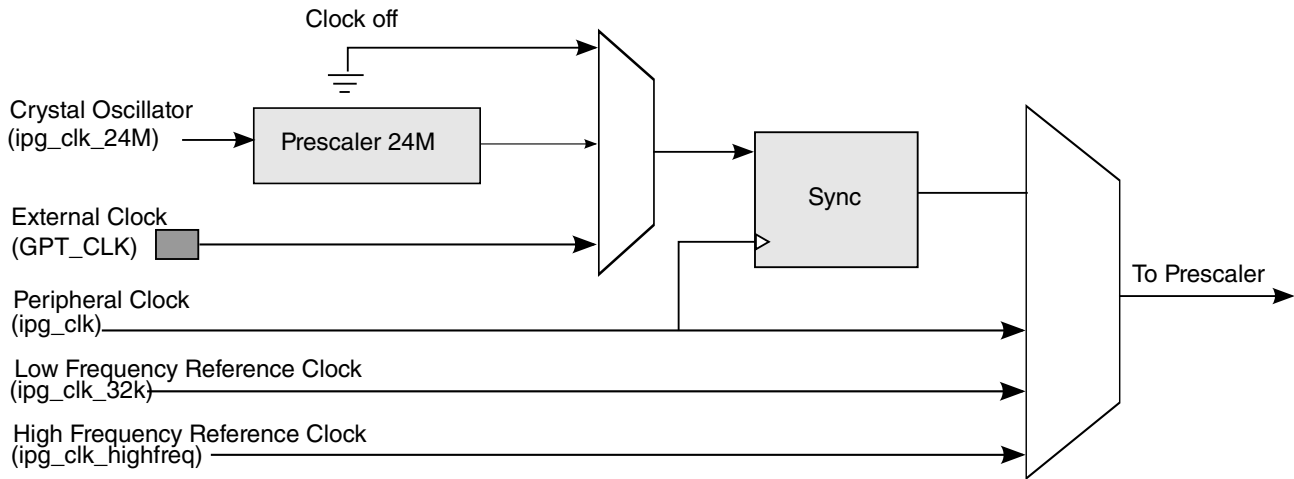 Clock off
Crystal Oscillator
(ipg_clk_24M)
Prescaler 24M
External Clock
(GPT_CLK)
Sync
To Prescaler
Peripheral Clock
(ipg_clk)
Low Frequency Reference Clock
(ipg_clk_32k)
High Frequency Reference Clock
(ipg_clk_highfreq)